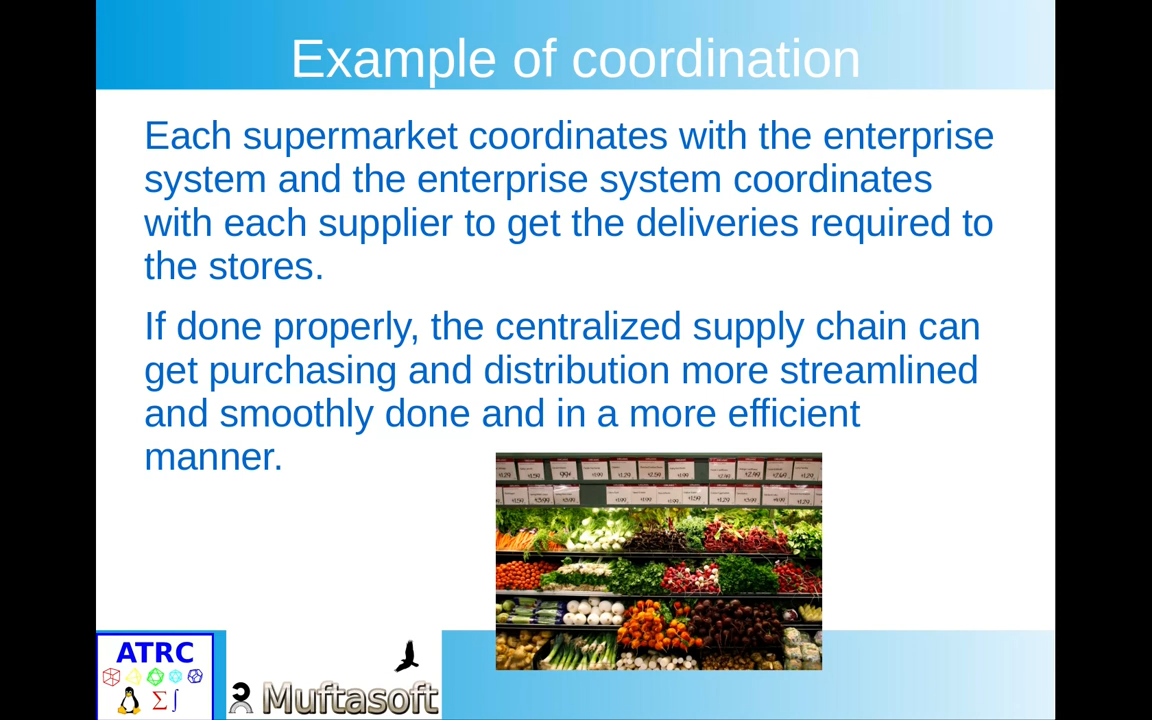 Example of coordination
Each supermarket coordinates with the enterprise
system and the enterprise system coordinates
with each supplier to get the deliveries required to
the stores.
If done properly, the centralized supply chain can
get purchasing and distribution more streamlined
and smoothly done and in a more efficient
manner.
ATRC
Σ∫
Muftasoft